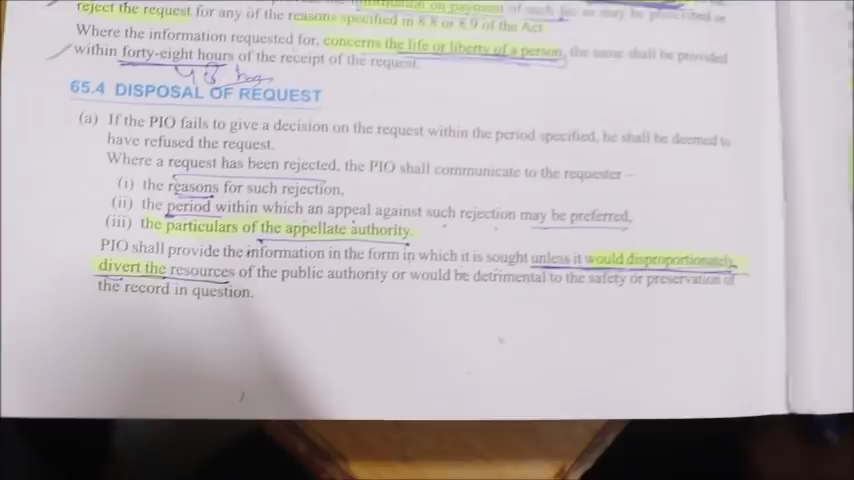 reject the request for any of the reasons specified in s.8 or s.9 of the Act
Where the information requested for, concerns the life or liberty of a person, the same shall be provided
within forty-eight hours of the receipt of the request.
48 hrs
65.4 DISPOSAL OF REQUEST
(a) If the PIO fails to give a decision on the request within the period specified, he shall be deemed to
have refused the request.
Where a request has been rejected, the PIO shall communicate to the requester –
(i) the reasons for such rejection,
(ii) the period within which an appeal against such rejection may be preferred,
(iii) the particulars of the appellate authority.
PIO shall provide the information in the form in which it is sought unless it would disproportionately
divert the resources of the public authority or would be detrimental to the safety or preservation of
the record in question.